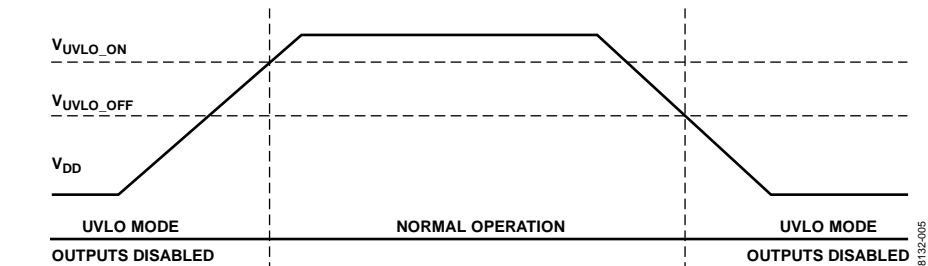 VUVLO_ON
VUVLO_OFF
VDD
UVLO MODE NORMAL OPERATION UVLO MODE
OUTPUTS DISABLED OUTPUTS DISABLED
8132-005